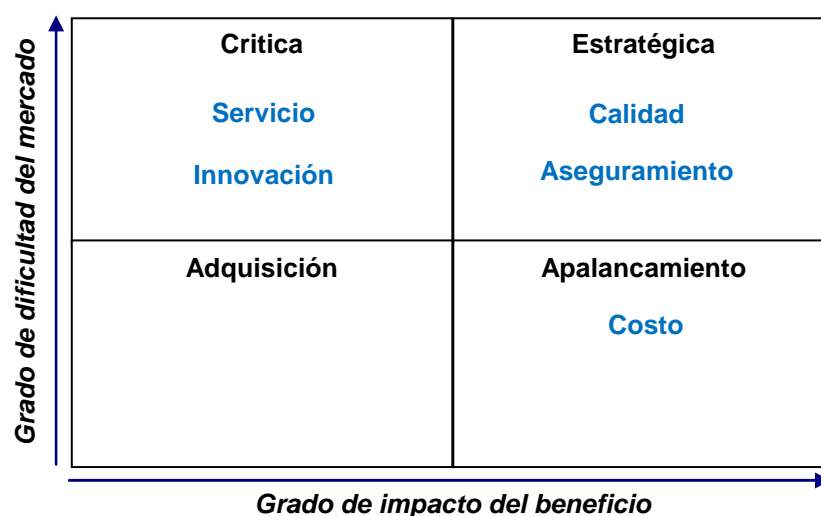 Grado de dificultad del mercado
Critica
Servicio
Innovación
Estratégica
Calidad
Aseguramiento
Adquisición
Apalancamiento
Costo
Grado de impacto del beneficio